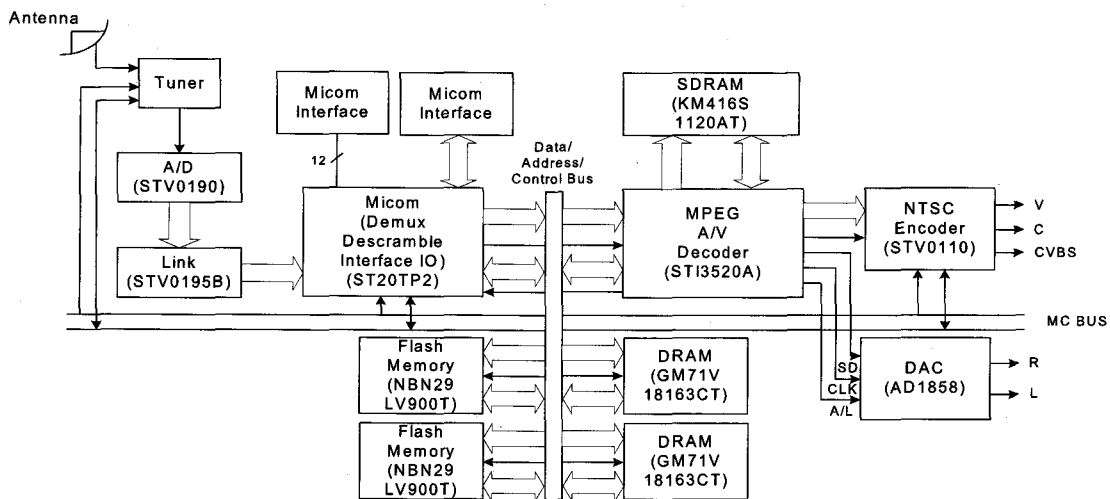 Antenna
Tuner
A/D
(STV0190)
Link
(STV0195B)
Micom
Interface
Micom
Interface
12
Micom
(Demux
Descramble
Interface IO)
(ST20TP2)
Data/
Address/
Control Bus
SDRAM
(KM416S
1120AT)
MPEG
A/V
Decoder
(STI3520A)
NTSC
Encoder
(STV0110)
V
C
CVBS
MC BUS
Flash
Memory
(NBN29
LV900T)
DRAM
(GM71V
18163CT)
SD
CLK
A/L
DAC
(AD1858)
R
L
Flash
Memory
(NBN29
LV900T)
DRAM
(GM71V
18163CT)